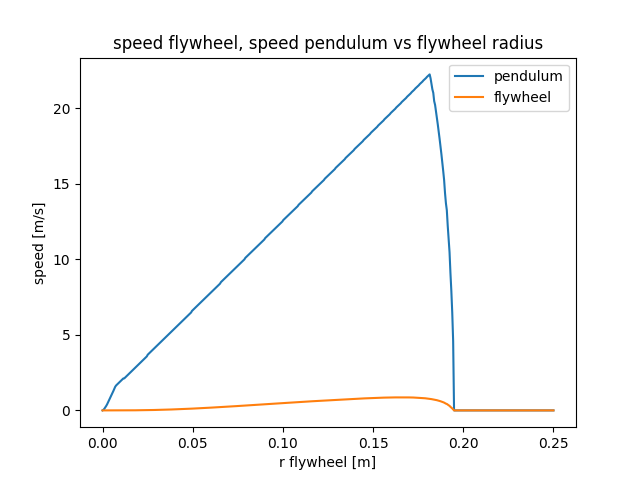 speed flywheel, speed pendulum vs flywheel radius
pendulum
flywheel
speed [m/s]
20
15
10
5
0
0.00 0.05 0.10 0.15 0.20 0.25
r flywheel [m]